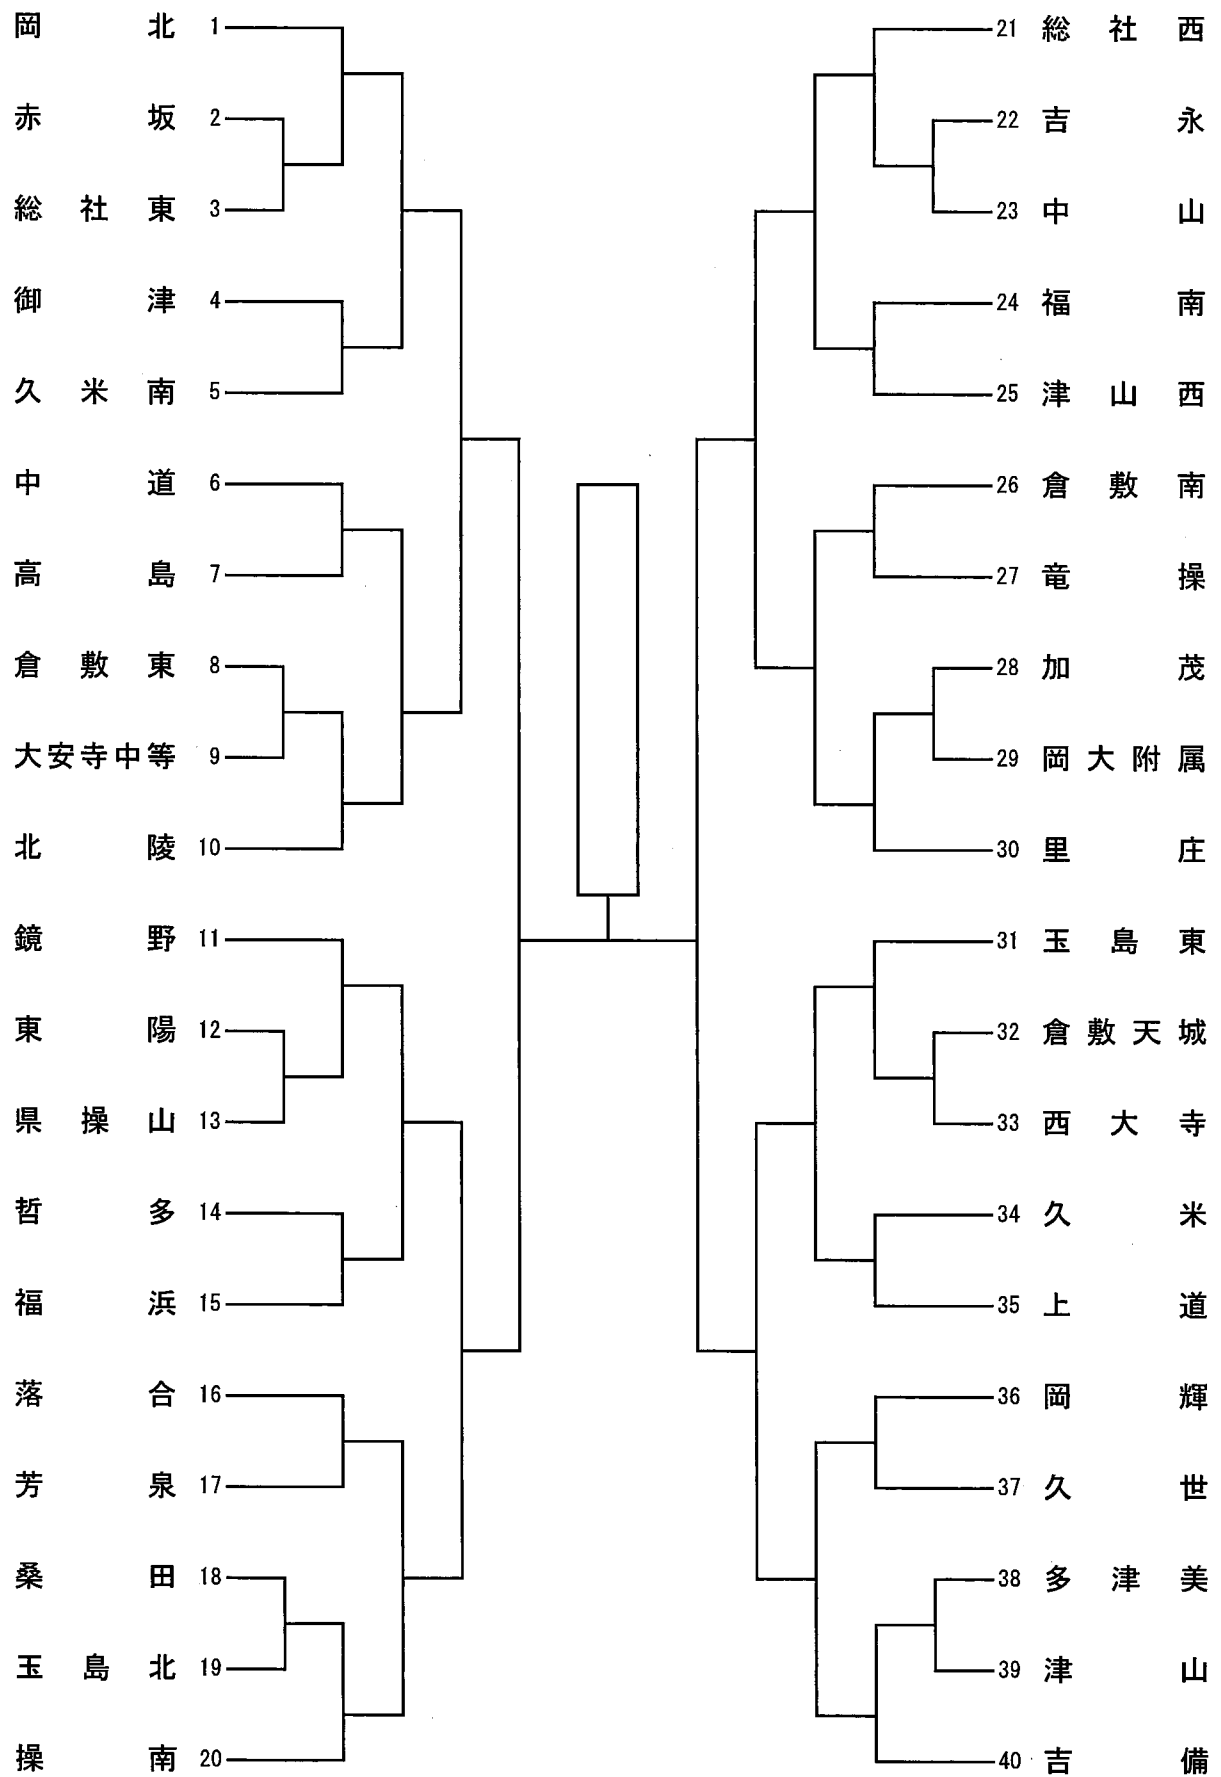 岡北 1
赤坂 2
総社東 3
御津 4
久米南 5
中道 6
高島 7
倉敷東 8
大安寺中等 9
北陵 10
鏡野 11
東陽 12
県操山 13
哲多 14
福浜 15
落合 16
芳泉 17
桑田 18
玉島北 19
操南 20
21 総社西
22 吉永
23 中山
24 福南
25 津山西
26 倉敷南
27 竜操
28 加茂
29 岡大附属
30 里庄
31 玉島東
32 倉敷天城
33 西大寺
34 久米
35 上道
36 岡輝
37 久世
38 多津美
39 津山
40 吉備